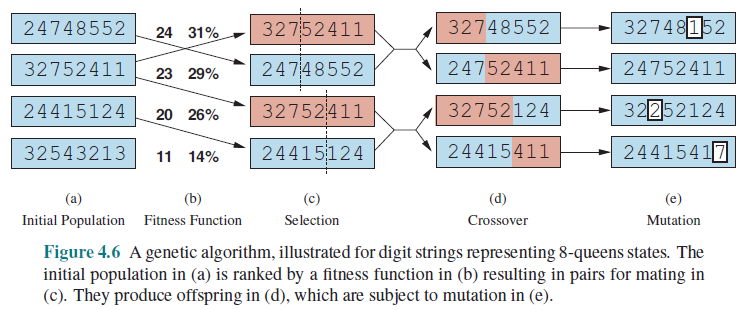 24748552 24 31% 32752411 32748552 32748152
32752411 23 29% 24748552 24752411 24752411
24415124 20 26% 32752411 32752124 32252124
32543213 11 14% 24415124 24415411 24415417
(a) (b) (c) (d) (e)
Initial Population Fitness Function Selection Crossover Mutation
Figure 4.6 A genetic algorithm, illustrated for digit strings representing 8-queens states. The
initial population in (a) is ranked by a fitness function in (b) resulting in pairs for mating in
(c). They produce offspring in (d), which are subject to mutation in (e).